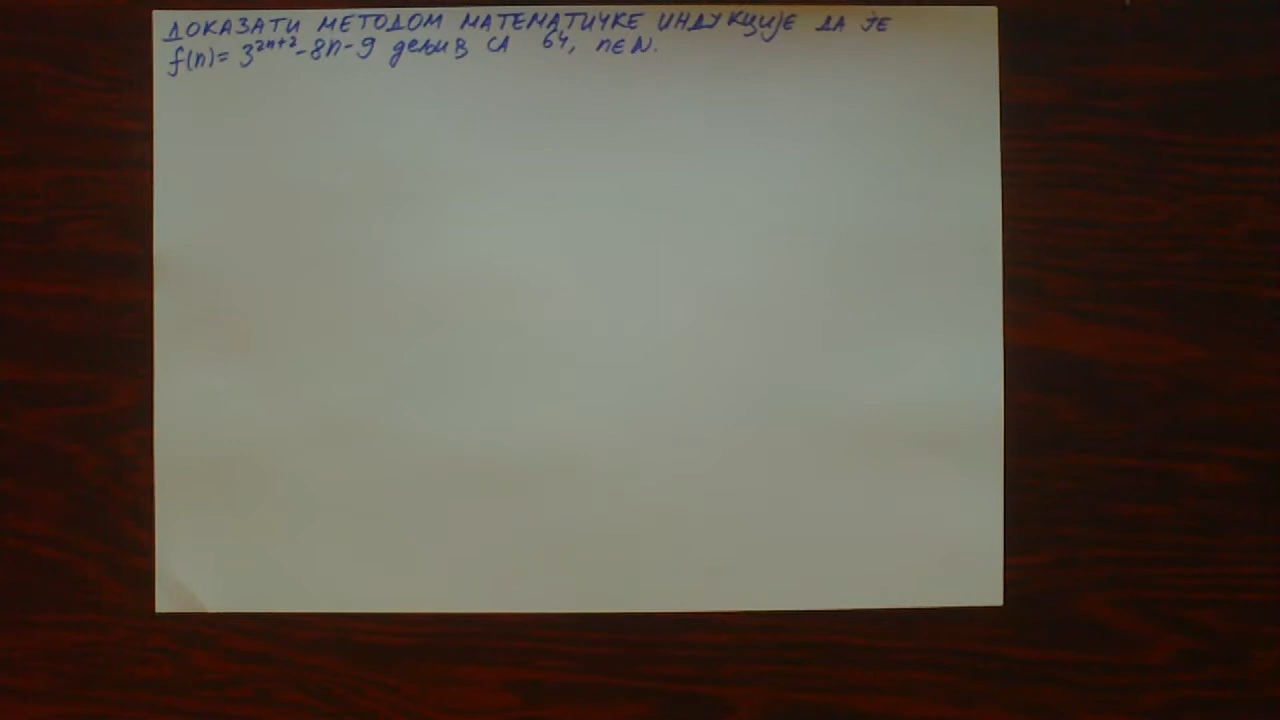 ДОКАЗАТИ МЕТОДОМ МАТЕМАТИЧКЕ ИНДУКЦИЈЕ ДА ЈЕ
f(n)= 3^{2n+2}-8n-9 дељив СА 64, n∈N.